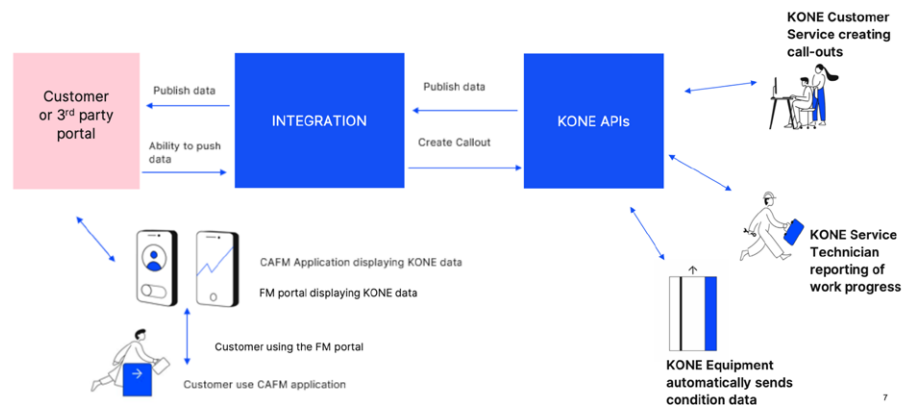 KONE Customer
Service creating
call-outs
Customer
or 3rd party
portal
Publish data
Ability to push
data
INTEGRATION
Publish data
Create Callout
KONE APIs
KONE Service
Technician
reporting of
work progress
CAFM Application displaying KONE data
FM portal displaying KONE data
Customer using the FM portal
Customer use CAFM application
KONE Equipment
automatically sends
condition data
7